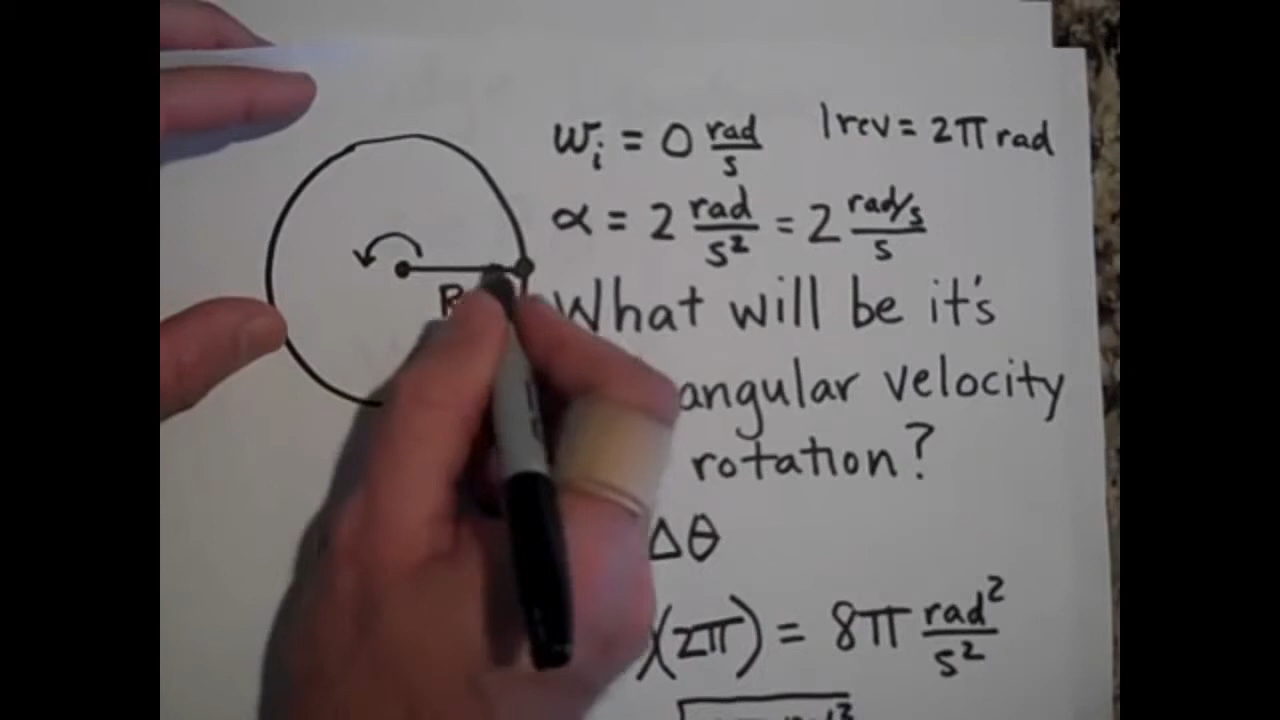 ωᵢ = 0 rad/s
1 rev = 2π rad
α = 2 rad/s² = 2 rad/s/s
R
What will be it's
angular velocity
rotation?
Δθ
)(2π) = 8π rad²/s²